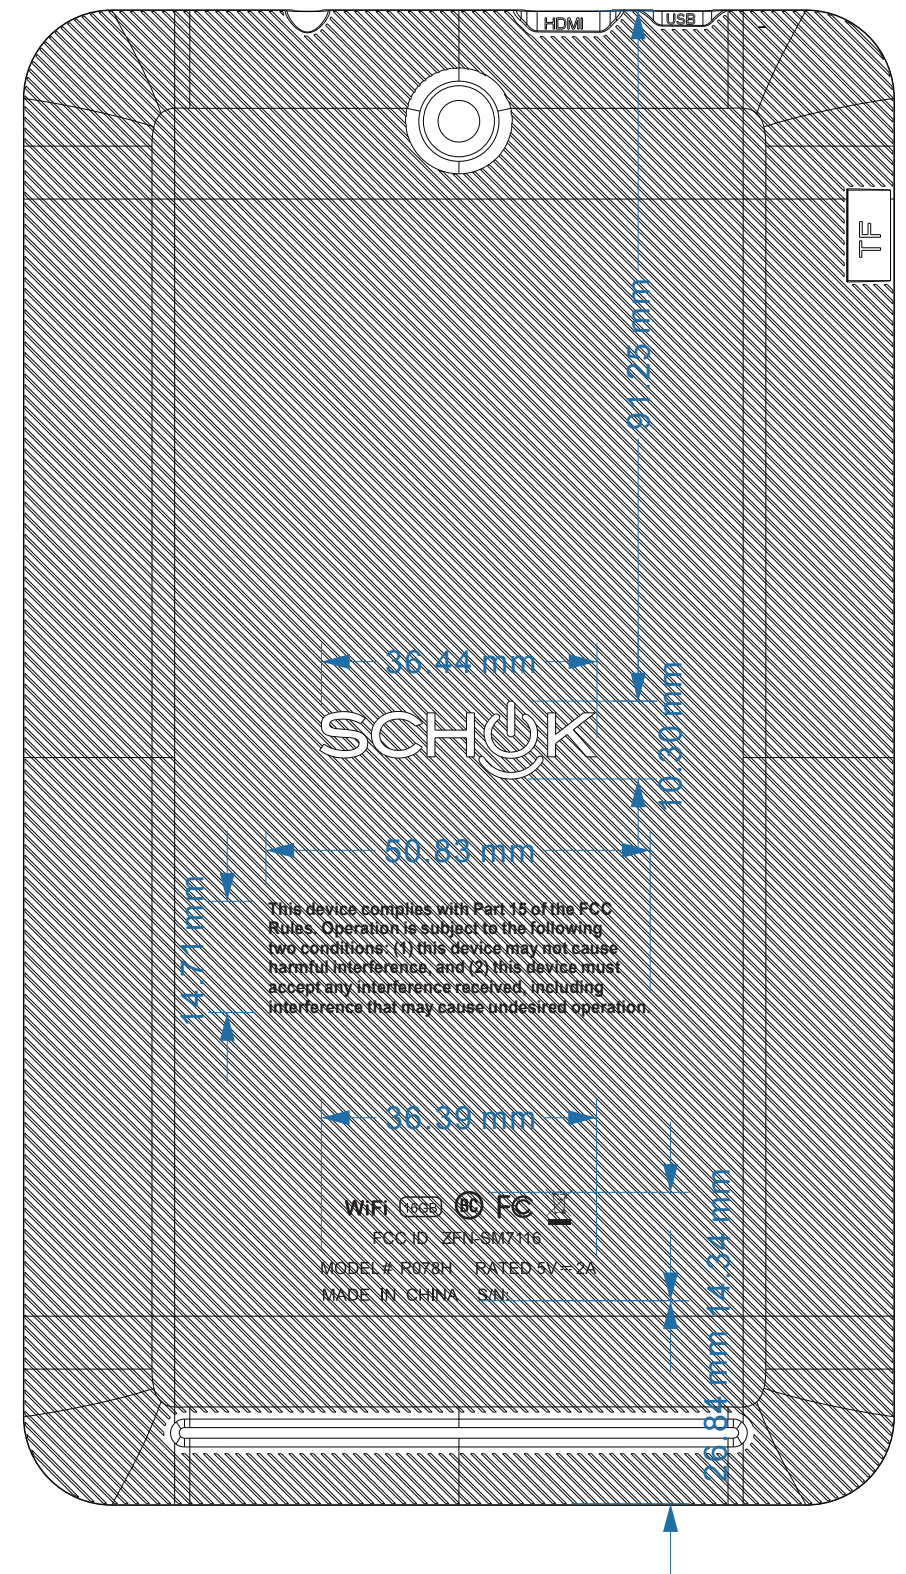 HDMI
USB
TF
91.25 mm
36.44 mm
SCHOK
10.30 mm
50.83 mm
14.71 mm
This device complies with Part 15 of the FCC
Rules. Operation is subject to the following
two conditions: (1) this device may not cause
harmful interference, and (2) this device must
accept any interference received, including
interference that may cause undesired operation.
36.39 mm
WiFi 16GB BC FC
FCC ID ZFN-SM7116
MODEL # R078H RATED 5V⎓2A
MADE IN CHINA S/N:
14.34 mm
26.84 mm